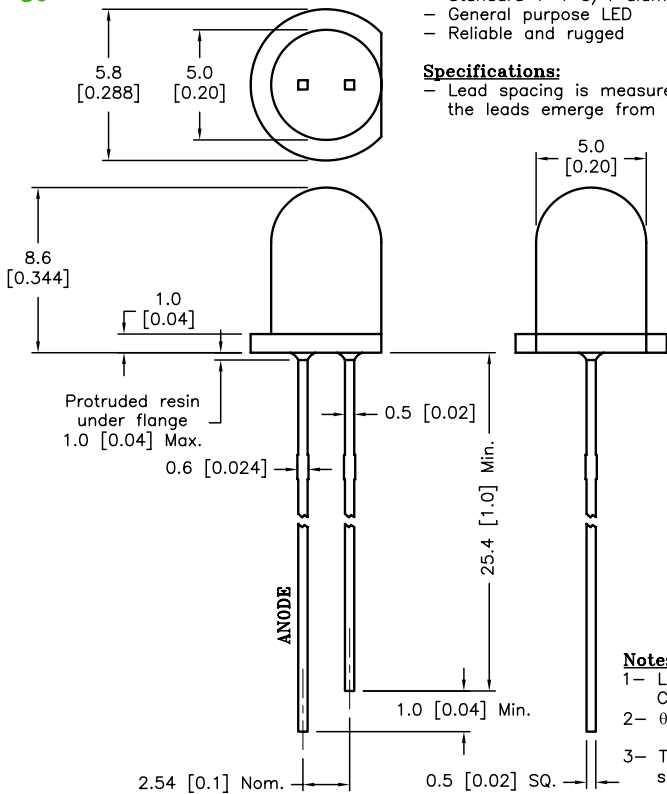 – General purpose LED
– Reliable and rugged
Specifications:
– Lead spacing is
the leads emerge from
5.8
[0.288]
5.0
[0.20]
5.0
[0.20]
8.6
[0.344]
1.0
[0.04]
Protruded resin
under flange
1.0 [0.04] Max.
0.5 [0.02]
0.6 [0.024]
25.4 [1.0] Min.
ANODE
1.0 [0.04] Min.
2.54 [0.1] Nom.
0.5 [0.02] SQ.
1–
2– θ
3–